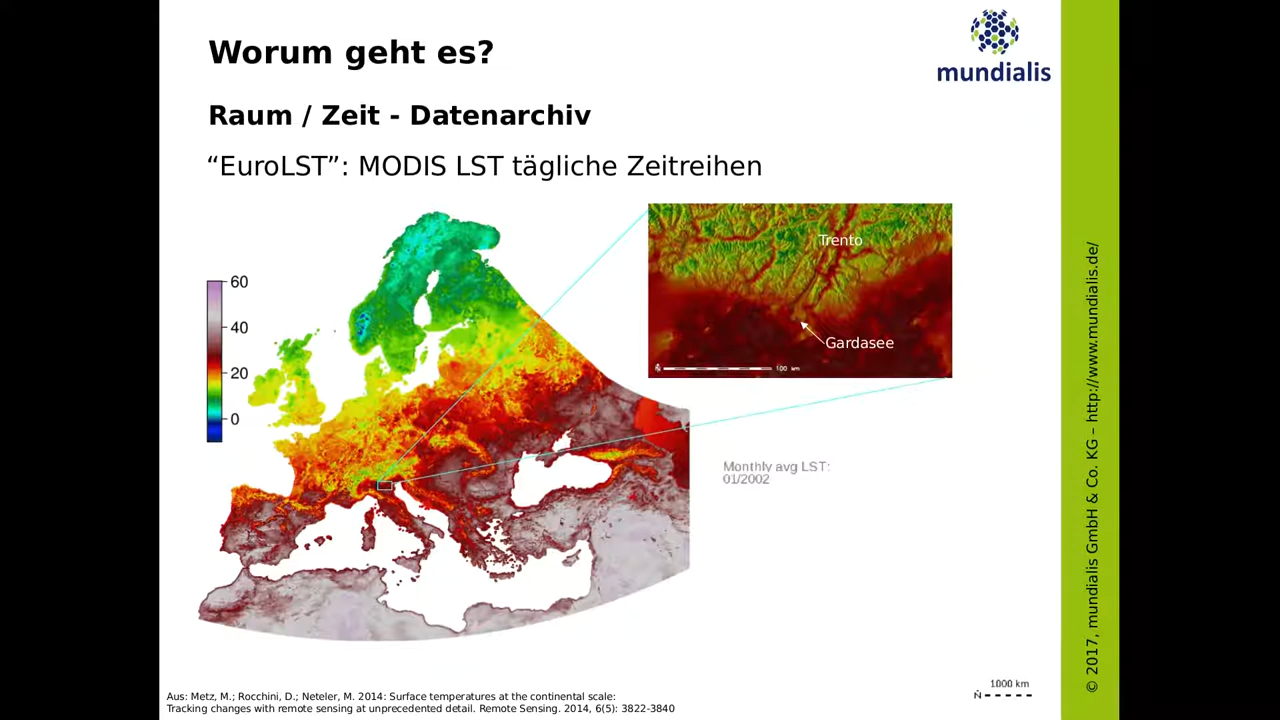 Worum geht es?
mundialis
Raum / Zeit - Datenarchiv
“EuroLST”: MODIS LST tägliche Zeitreihen
Trento
Gardasee
100 km
60
40
20
0
Monthly avg LST:
01/2002
© 2017, mundialis GmbH & Co. KG – http://www.mundialis.de/
1000 km
N
Aus: Metz, M.; Rocchini, D.; Neteler, M. 2014: Surface temperatures at the continental scale:
Tracking changes with remote sensing at unprecedented detail. Remote Sensing. 2014, 6(5): 3822-3840